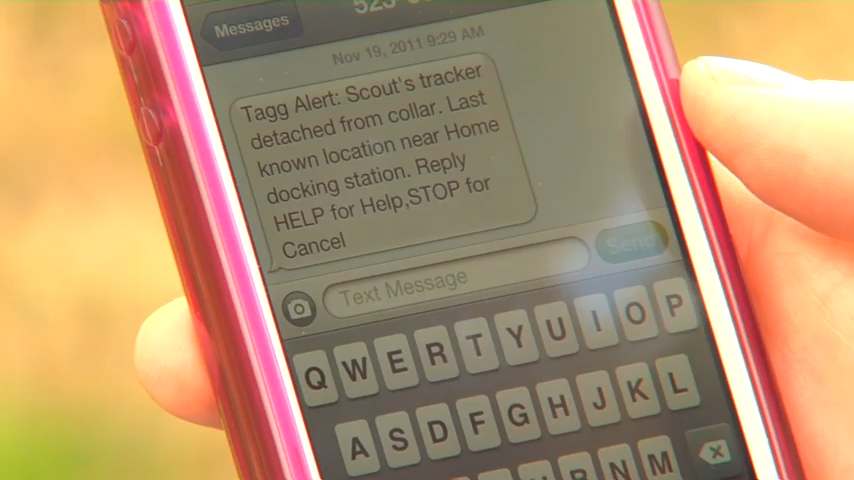 Messages
Nov 19, 2011 9:29 AM
Tagg Alert: Scout's tracker
detached from collar. Last
known location near Home
docking station. Reply
HELP for Help,STOP for
Cancel
Text Message
Send
Q W E R T Y U I O P
A S D F G H J K L
N M